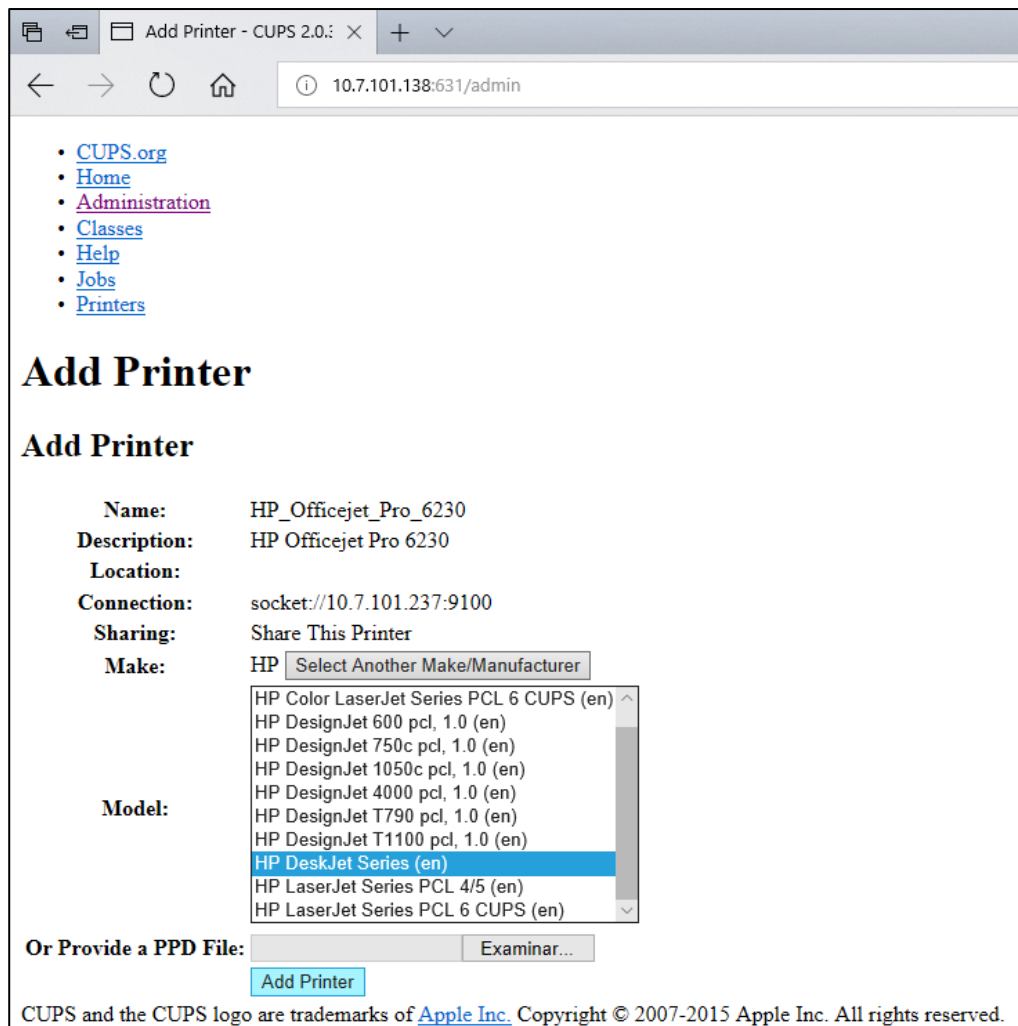 Add Printer - CUPS 2.0.:
10.7.101.138:631/admin
CUPS.org
Home
Administration
Classes
Help
Jobs
Printers
Add Printer
Add Printer
Name: HP_Officejet_Pro_6230
Description: HP Officejet Pro 6230
Location:
Connection: socket://10.7.101.237:9100
Sharing: Share This Printer
Make: HP Select Another Make/Manufacturer
HP Color LaserJet Series PCL 6 CUPS (en)
HP DesignJet 600 pcl, 1.0 (en)
HP DesignJet 750c pcl, 1.0 (en)
HP DesignJet 1050c pcl, 1.0 (en)
HP DesignJet 4000 pcl, 1.0 (en)
Model: HP DesignJet T790 pcl, 1.0 (en)
HP DesignJet T1100 pcl, 1.0 (en)
HP DeskJet Series (en)
HP LaserJet Series PCL 4/5 (en)
HP LaserJet Series PCL 6 CUPS (en)
Or Provide a PPD File: Examinar...
Add Printer
CUPS and the CUPS logo are trademarks of Apple Inc. Copyright © 2007-2015 Apple Inc. All rights reserved.